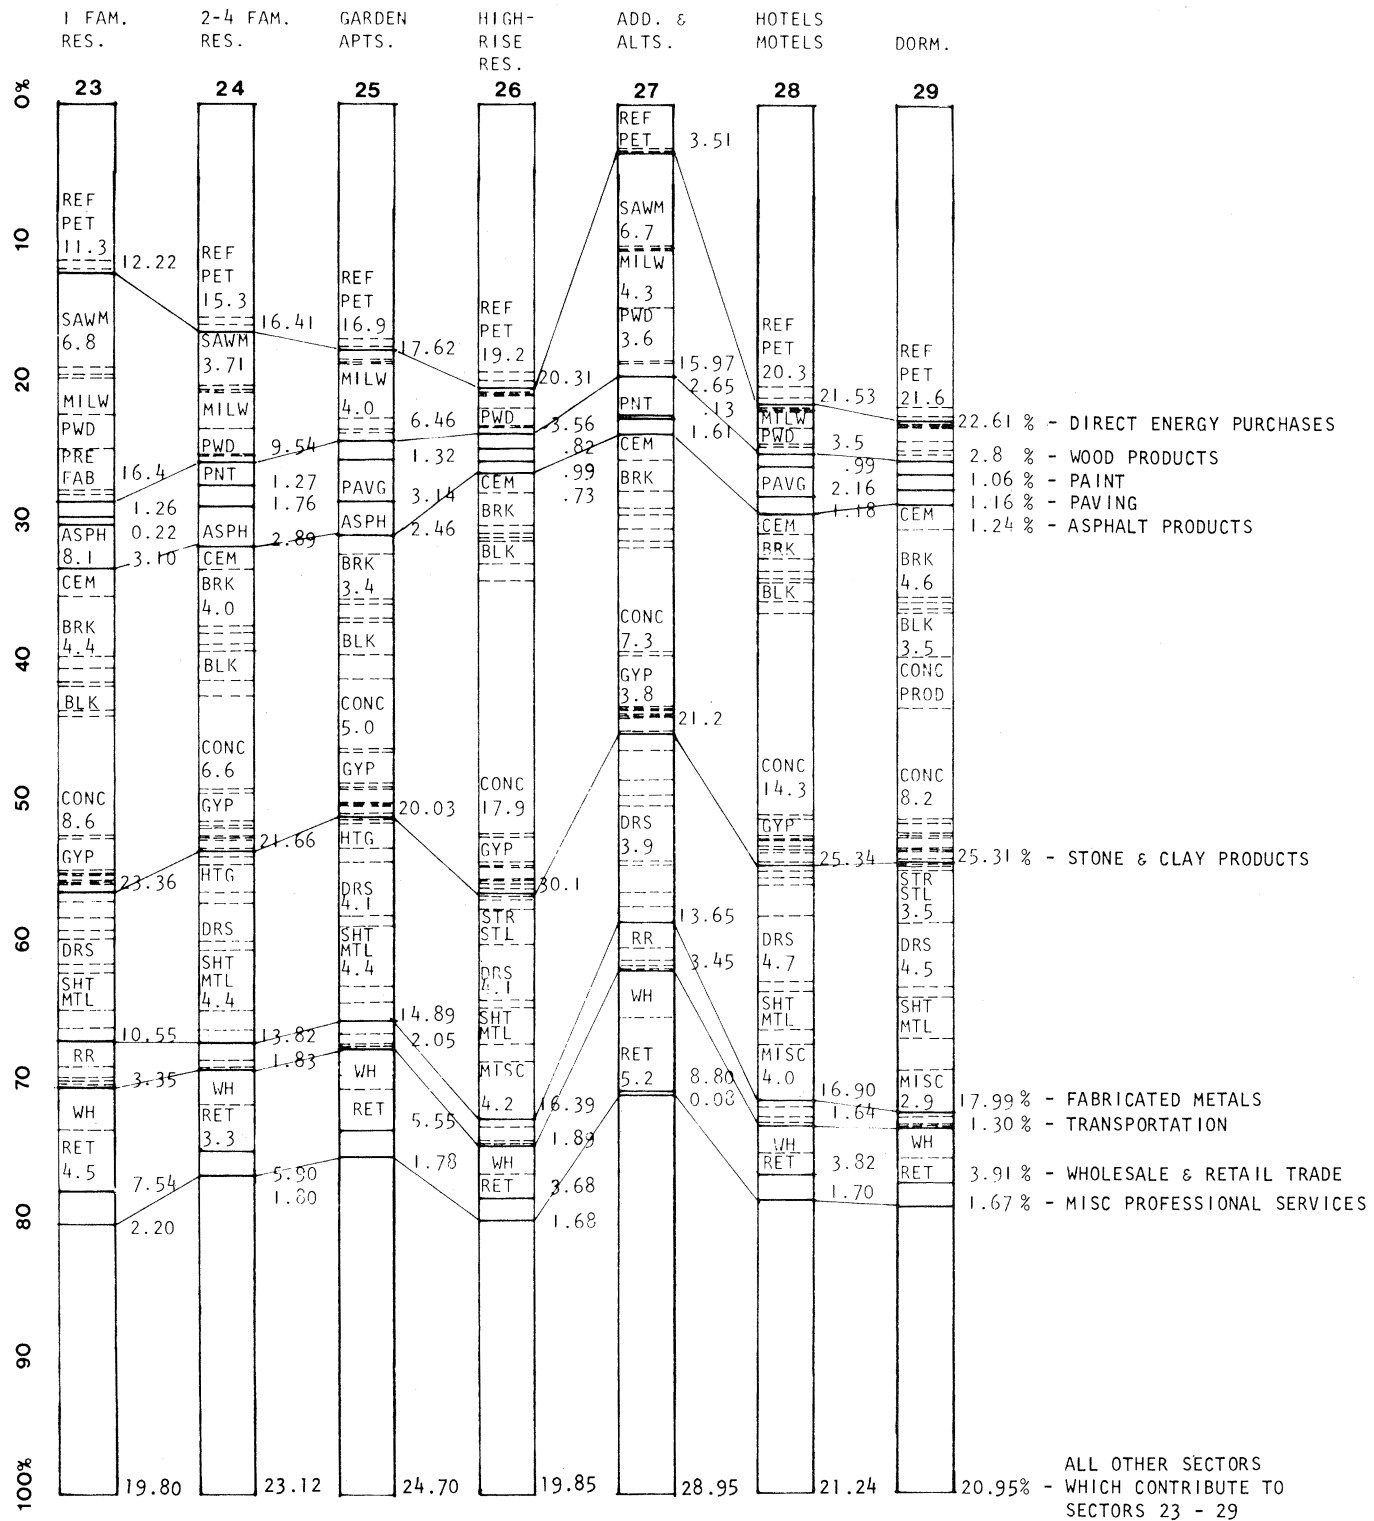 1 FAM.
RES.
23
2-4 FAM.
RES.
24
GARDEN
APTS.
25
HIGH-
RISE
RES.
26
ADD. &
ALTS.
27
HOTELS
MOTELS
28
DORM.
29
0%
10
20
30
40
50
60
70
80
90
100%
REF
PET
11.3
12.22
SAWM
6.8
MILW
PWD
PRE
FAB
16.4
1.26
0.22
ASPH
8.1
3.10
CEM
BRK
4.4
BLK
CONC
8.6
GYP
23.36
DRS
SHT
MTL
10.55
RR
3.35
WH
RET
4.5
7.54
2.20
19.80
REF
PET
15.3
16.41
SAWM
3.71
MILW
PWD
9.54
PNT
1.27
1.76
ASPH
2.89
CEM
BRK
4.0
BLK
CONC
6.6
GYP
21.66
HTG
DRS
SHT
MTL
4.4
13.82
1.83
WH
RET
3.3
5.90
1.80
23.12
REF
PET
16.9
17.62
MILW
4.0
6.46
1.32
PAVG
3.14
ASPH
2.46
BRK
3.4
BLK
CONC
5.0
GYP
20.03
HTG
DRS
4.1
SHT
MTL
4.4
14.89
2.05
WH
RET
5.55
1.78
24.70
REF
PET
19.2
20.31
PWD
3.56
.82
.99
CEM
.73
BRK
BLK
CONC
17.9
GYP
30.1
STR
STL
DRS
4.1
SHT
MTL
MISC
4.2
16.39
1.89
WH
RET
3.68
1.68
19.85
REF
PET
3.51
SAWM
6.7
MILW
4.3
PWD
3.6
15.97
2.65
PNT
.13
1.61
CEM
BRK
CONC
7.3
GYP
3.8
21.2
DRS
3.9
13.65
RR
3.45
WH
RET
5.2
8.80
0.08
28.95
REF
PET
20.3
21.53
MILW
PWD
3.5
.99
PAVG
2.16
1.18
CEM
BRK
BLK
CONC
14.3
GYP
25.34
DRS
4.7
SHT
MTL
MISC
4.0
16.90
1.64
WH
RET
3.82
1.70
21.24
REF
PET
21.6
22.61 % - DIRECT ENERGY PURCHASES
2.8 % - WOOD PRODUCTS
1.06 % - PAINT
1.16 % - PAVING
CEM
1.24 % - ASPHALT PRODUCTS
BRK
4.6
BLK
3.5
CONC
PROD
CONC
8.2
25.31 % - STONE & CLAY PRODUCTS
STR
STL
3.5
DRS
4.5
SHT
MTL
MISC
2.9
17.99 % - FABRICATED METALS
1.30 % - TRANSPORTATION
WH
RET
3.91 % - WHOLESALE & RETAIL TRADE
1.67 % - MISC PROFESSIONAL SERVICES
ALL OTHER SECTORS
20.95% - WHICH CONTRIBUTE TO
SECTORS 23 - 29